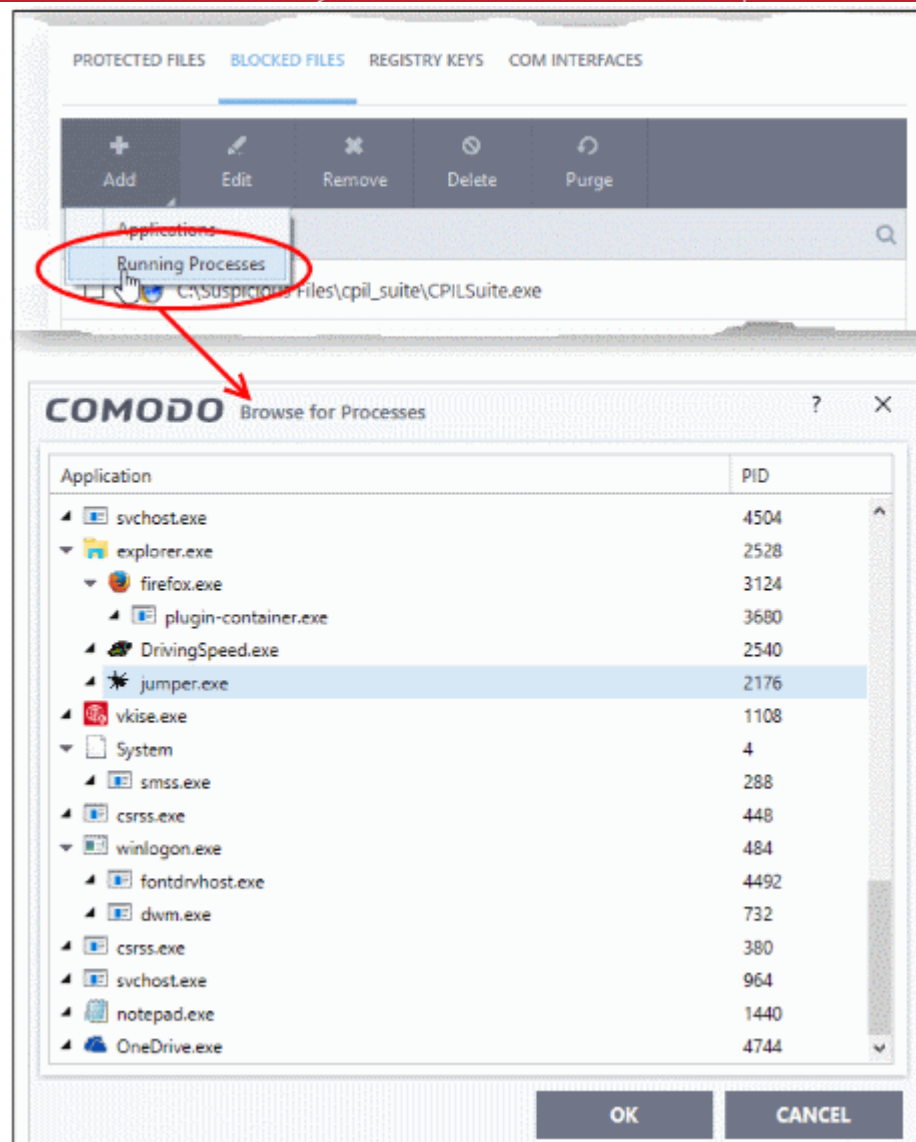 PROTECTED FILES BLOCKED FILES REGISTRY KEYS COM INTERFACES
Add Edit Remove Delete Purge
Applications
Running Processes
C:\Suspicious Files\cpil_suite\CPILSuite.exe
COMODO Browse for Processes ?
Application PID
svchost.exe 4504
explorer.exe 2528
firefox.exe 3124
plugin-container.exe 3680
DrivingSpeed.exe 2540
jumper.exe 2176
vkise.exe 1108
System 4
smss.exe 288
csrss.exe 448
winlogon.exe 484
fontdrvhost.exe 4492
dwm.exe 732
csrss.exe 380
svchost.exe 964
notepad.exe 1440
OneDrive.exe 4744
OK CANCEL